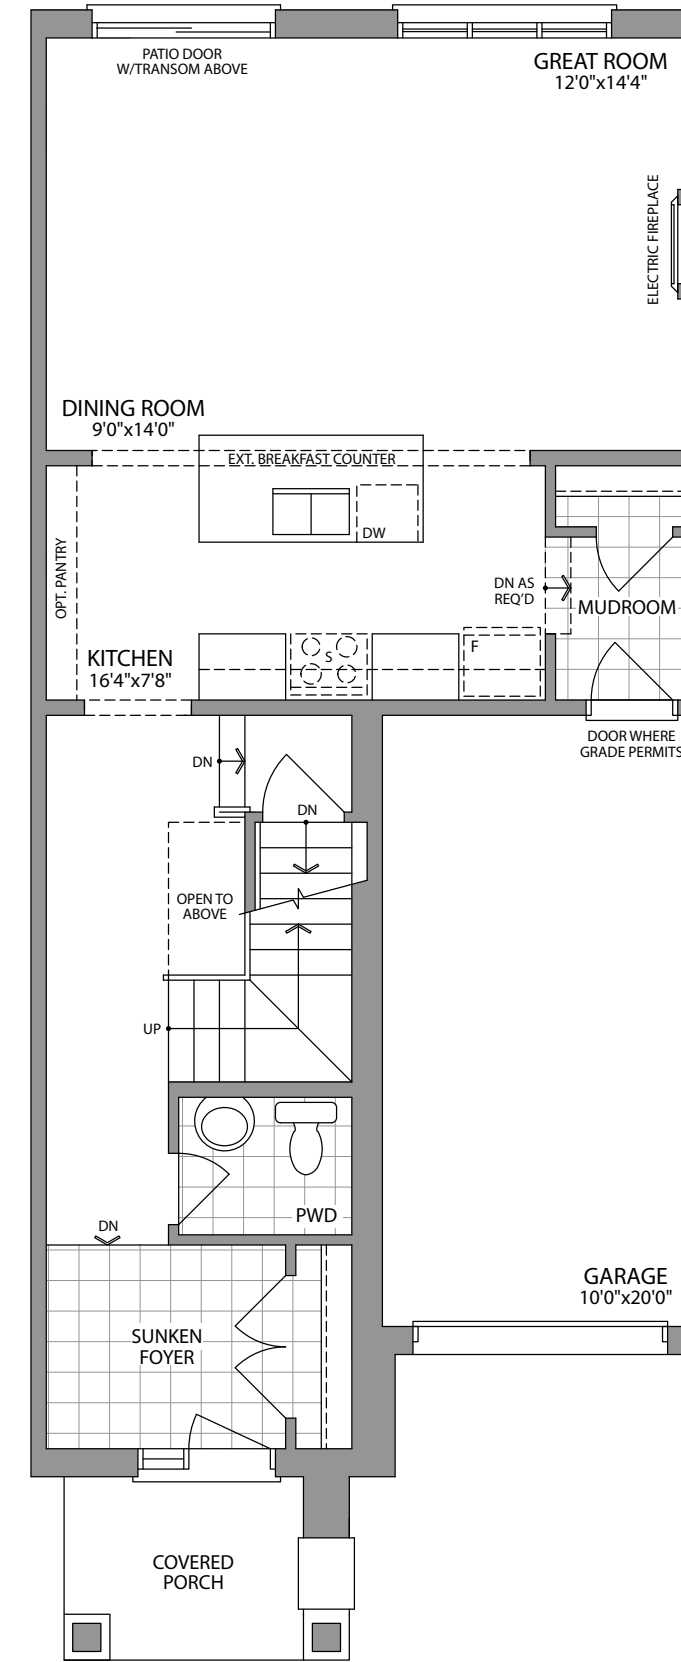 PATIO DOOR
W/TRANSOM ABOVE
GREAT ROOM
12'0"x14'4"
ELECTRIC FIREPLACE
DINING ROOM
9'0"x14'0"
EXT. BREAKFAST COUNTER
DW
OPT. PANTRY
DN AS
REQ'D
MUDROOM
KITCHEN
16'4"x7'8"
S
F
DOOR WHERE
GRADE PERMITS
DN
DN
OPEN TO
ABOVE
UP
PWD
DN
GARAGE
10'0"x20'0"
SUNKEN
FOYER
COVERED
PORCH